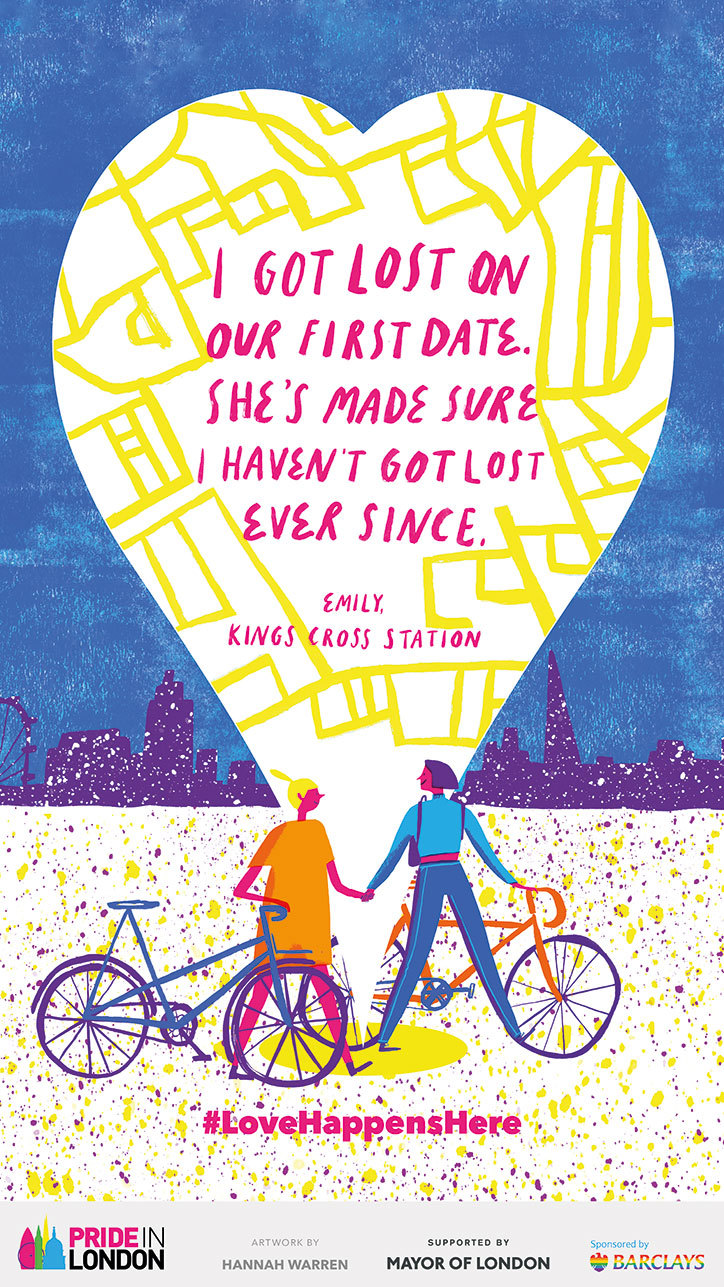 I GOT LOST ON
OUR FIRST DATE.
SHE'S MADE SURE
I HAVEN'T GOT LOST
EVER SINCE.
EMILY,
KINGS CROSS STATION
#LoveHappensHere
PRIDE IN
LONDON
ARTWORK BY
HANNAH WARREN
SUPPORTED BY
MAYOR OF LONDON
Sponsored by
BARCLAYS